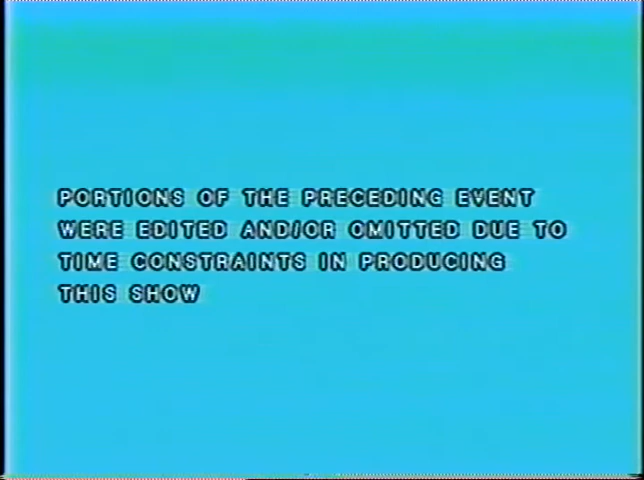 PORTIONS OF THE PRECEDING EVENT
WERE EDITED AND/OR OMITTED DUE TO
TIME CONSTRAINTS IN PRODUCING
THIS SHOW